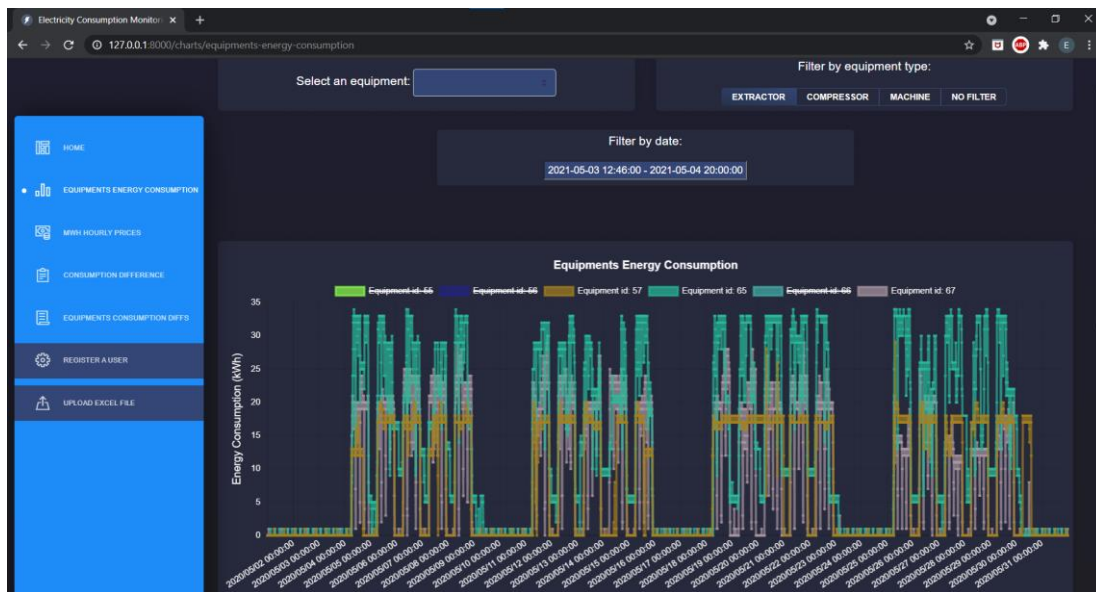 Electricity Consumption Monitori
127.0.0.1:8000/charts/equipments-energy-consumption
ABP
E
Select an equipment:
Filter by equipment type:
EXTRACTOR COMPRESSOR MACHINE NO FILTER
Filter by date:
2021-05-03 12:46:00 - 2021-05-04 20:00:00
HOME
EQUIPMENTS ENERGY CONSUMPTION
MWH HOURLY PRICES
CONSUMPTION DIFFERENCE
EQUIPMENTS CONSUMPTION DIFFS
REGISTER A USER
UPLOAD EXCEL FILE
Equipments Energy Consumption
Equipment id: 55 Equipment id: 56 Equipment id: 57 Equipment id: 65 Equipment id: 66 Equipment id: 67
Energy Consumption (kWh)
35
30
25
20
15
10
5
0
2020/05/02 00:00:00
2020/05/03 00:00:00
2020/05/04 00:00:00
2020/05/05 00:00:00
2020/05/06 00:00:00
2020/05/07 00:00:00
2020/05/08 00:00:00
2020/05/09 00:00:00
2020/05/10 00:00:00
2020/05/11 00:00:00
2020/05/12 00:00:00
2020/05/13 00:00:00
2020/05/14 00:00:00
2020/05/15 00:00:00
2020/05/16 00:00:00
2020/05/17 00:00:00
2020/05/18 00:00:00
2020/05/19 00:00:00
2020/05/20 00:00:00
2020/05/21 00:00:00
2020/05/22 00:00:00
2020/05/23 00:00:00
2020/05/24 00:00:00
2020/05/25 00:00:00
2020/05/26 00:00:00
2020/05/27 00:00:00
2020/05/28 00:00:00
2020/05/29 00:00:00
2020/05/30 00:00:00
2020/05/31 00:00:00